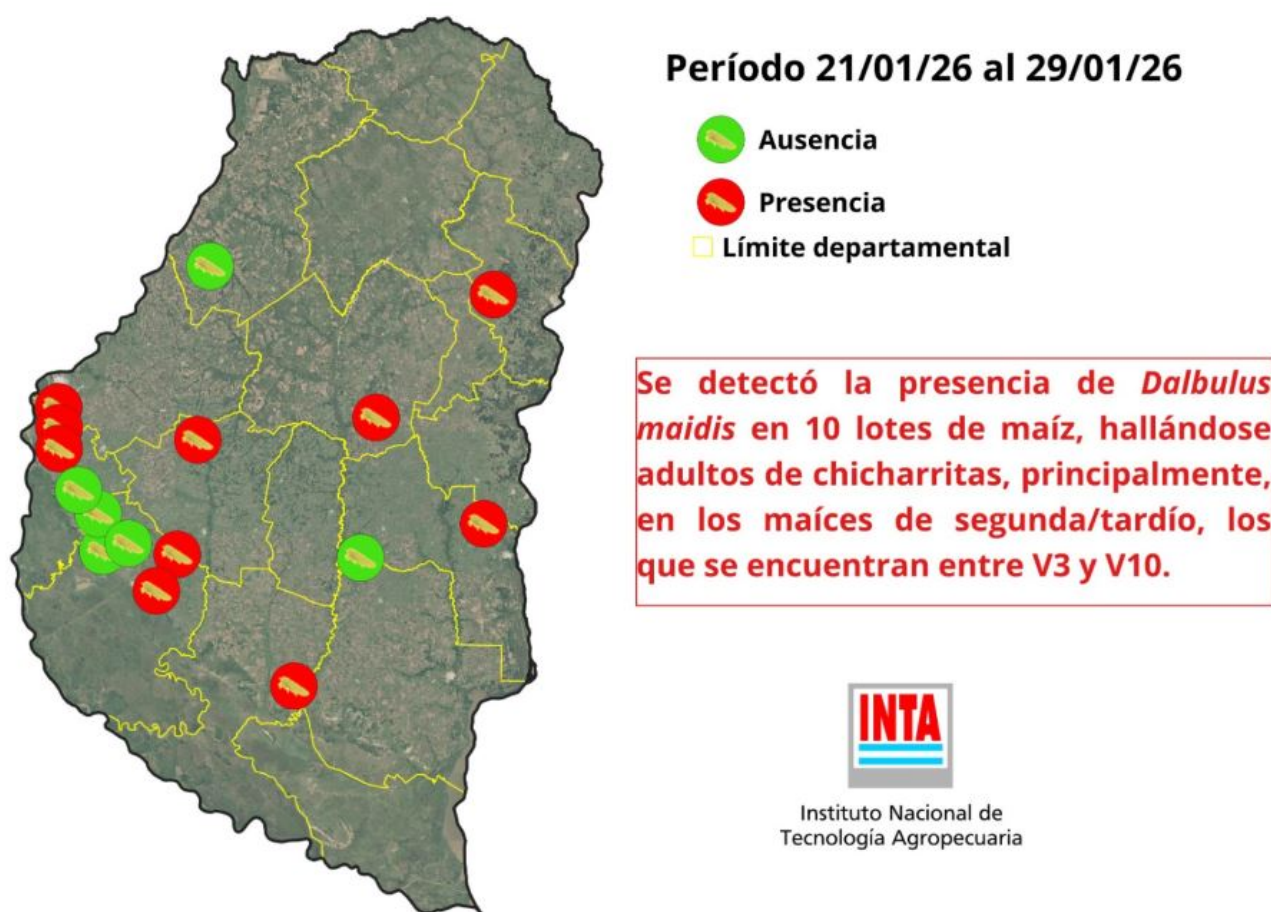 Período 21/01/26 al 29/01/26
Ausencia
Presencia
Límite departamental
Se detectó la presencia de Dalbulus
maidis en 10 lotes de maíz, hallándose
adultos de chicharritas, principalmente,
en los maíces de segunda/tardío, los
que se encuentran entre V3 y V10.
INTA
Instituto Nacional de
Tecnología Agropecuaria